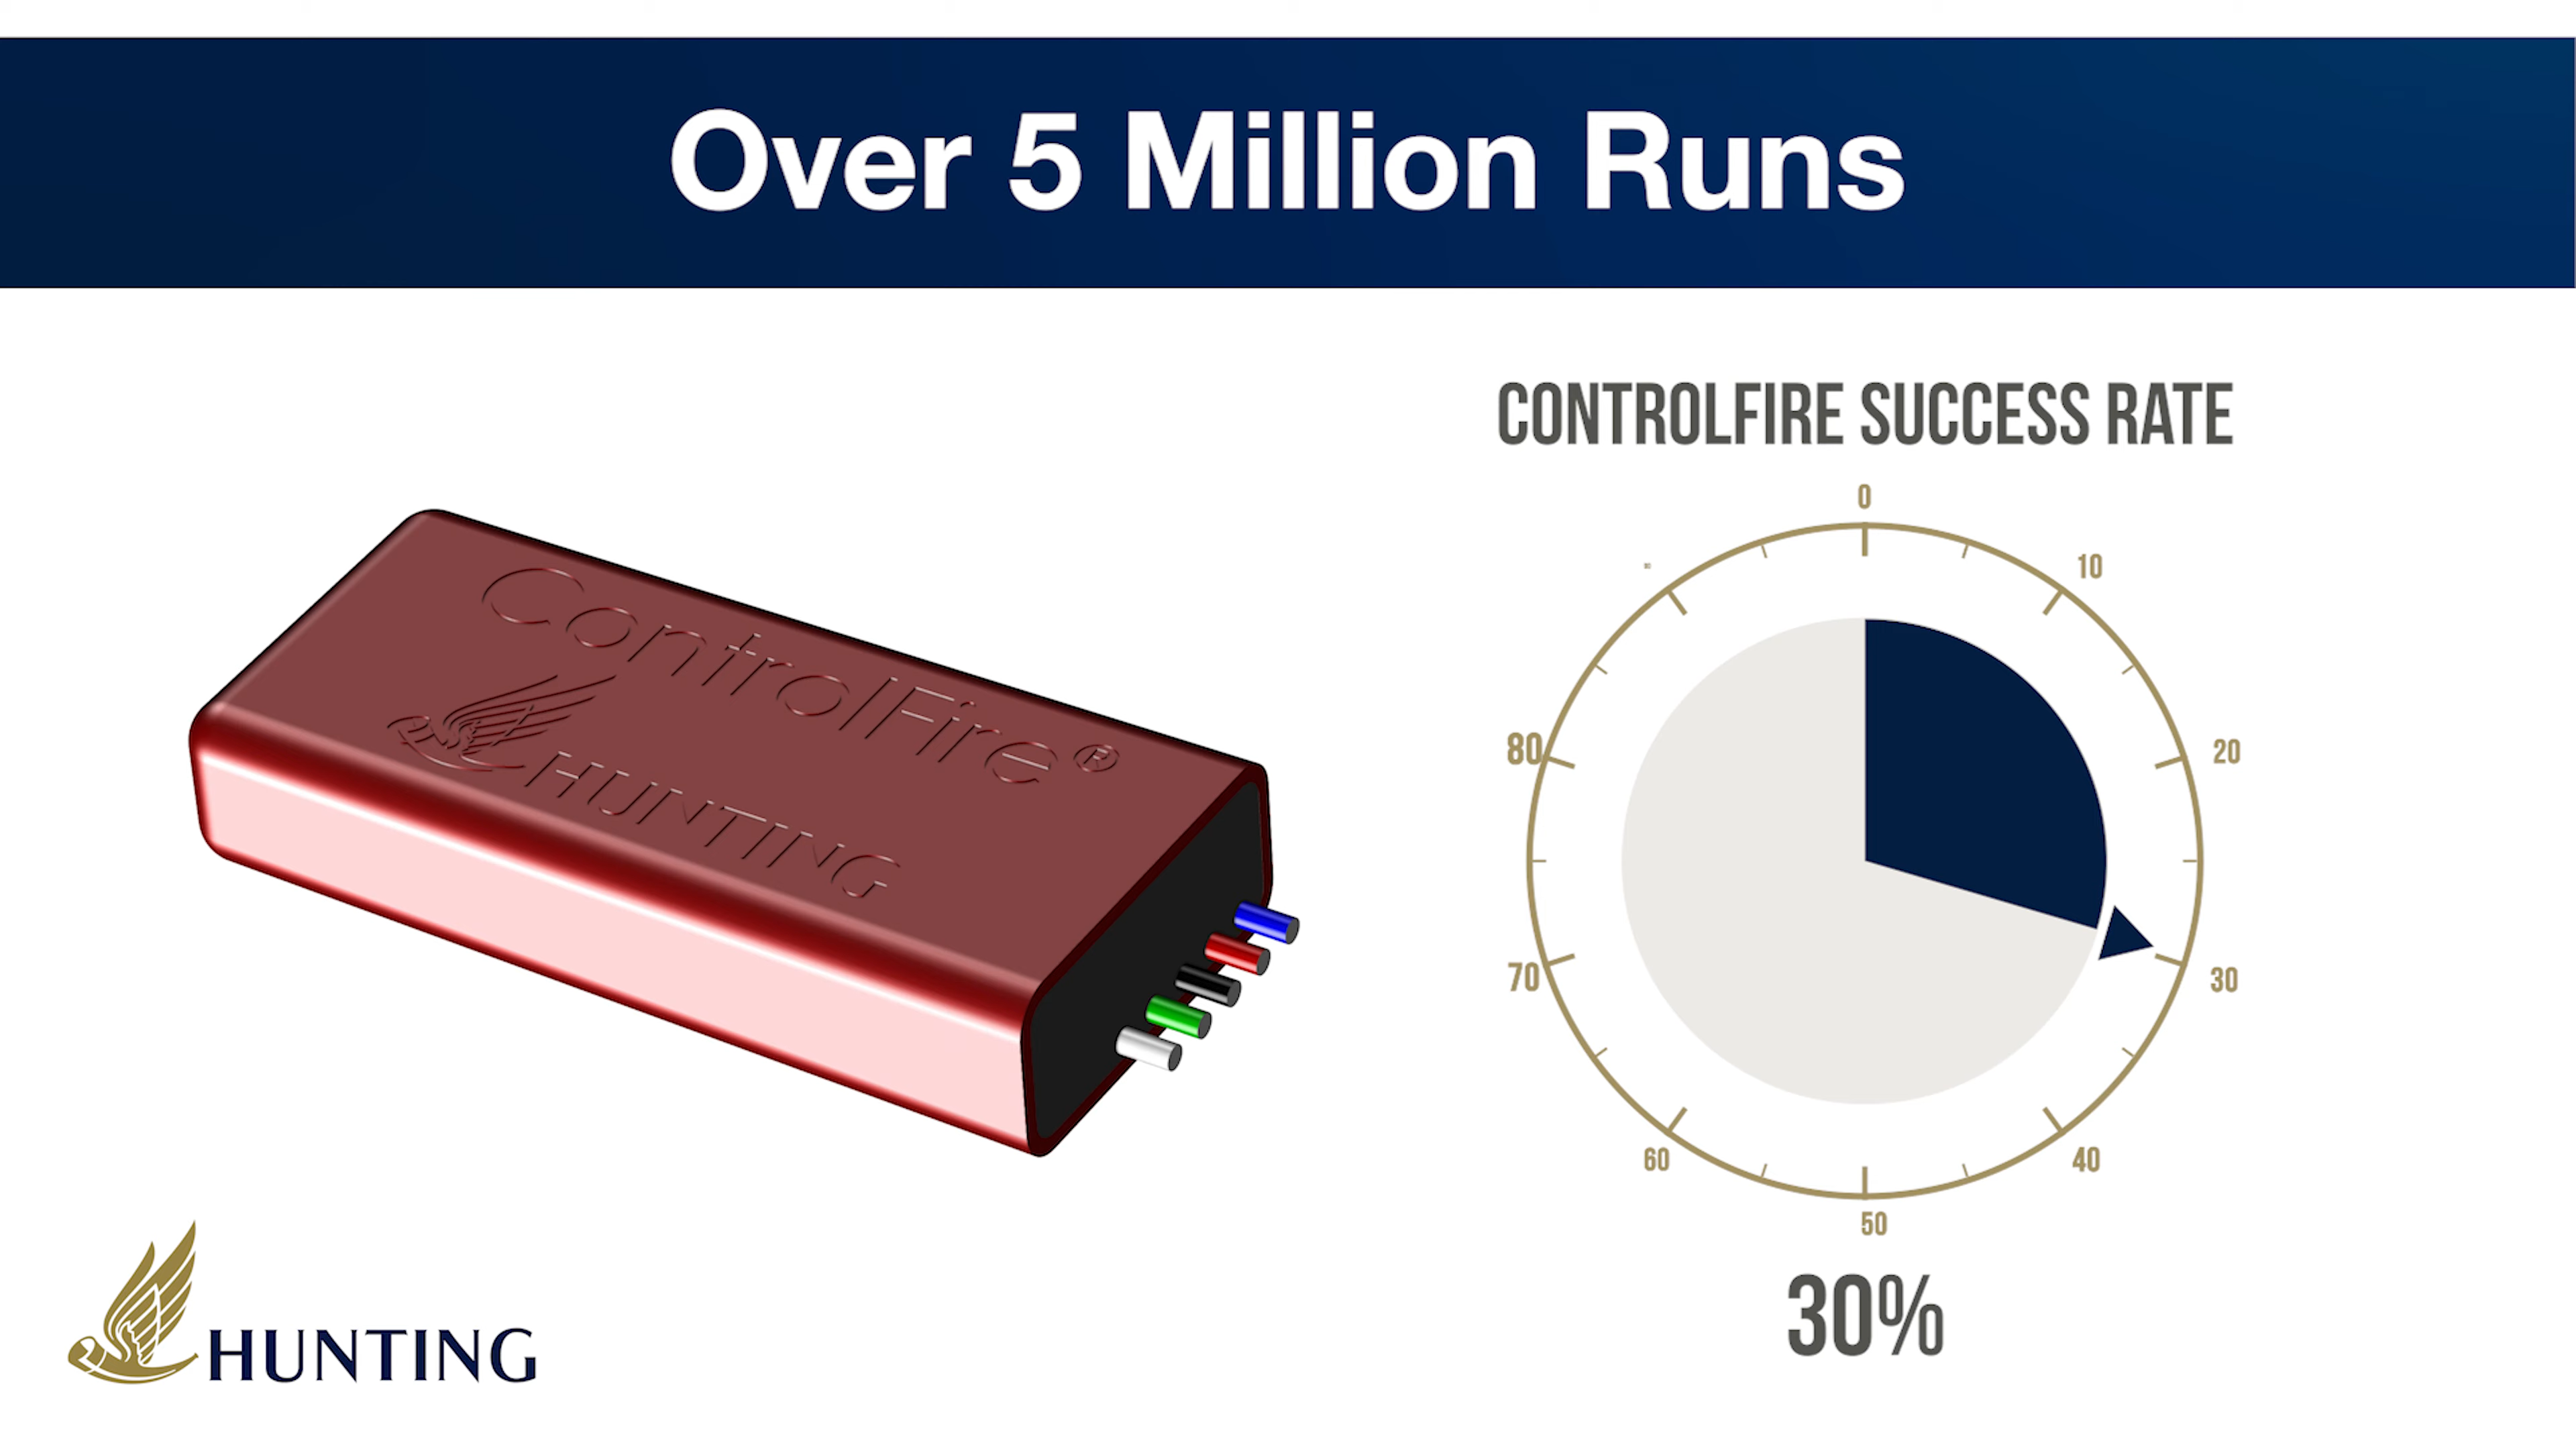 Over 5 Million Runs
CONTROLFIRE SUCCESS RATE
0
10
20
30
40
50
60
70
80
30%
ControlFire®
HUNTING
HUNTING